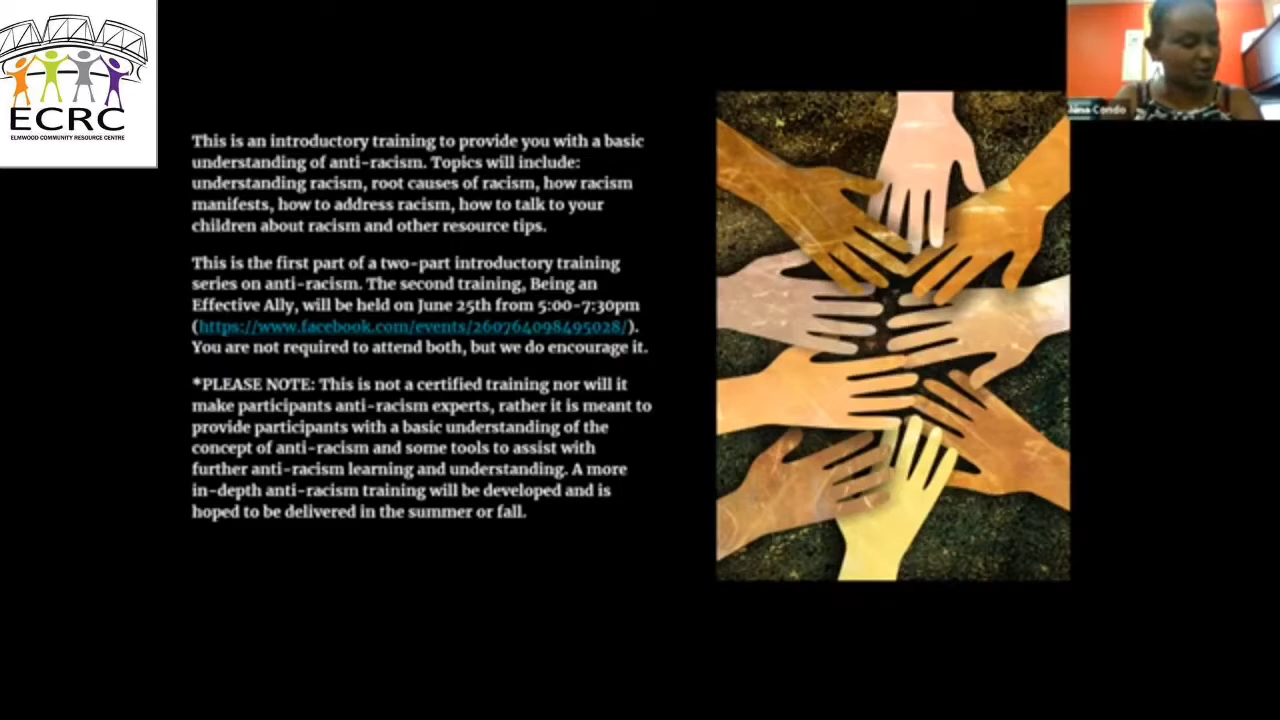 ECRC
ELMWOOD COMMUNITY RESOURCE CENTRE
Nina Condo
This is an introductory training to provide you with a basic
understanding of anti-racism. Topics will include:
understanding racism, root causes of racism, how racism
manifests, how to address racism, how to talk to your
children about racism and other resource tips.
This is the first part of a two-part introductory training
series on anti-racism. The second training, Being an
Effective Ally, will be held on June 25th from 5:00-7:30pm
(https://www.facebook.com/events/260764098495028/).
You are not required to attend both, but we do encourage it.
*PLEASE NOTE: This is not a certified training nor will it
make participants anti-racism experts, rather it is meant to
provide participants with a basic understanding of the
concept of anti-racism and some tools to assist with
further anti-racism learning and understanding. A more
in-depth anti-racism training will be developed and is
hoped to be delivered in the summer or fall.